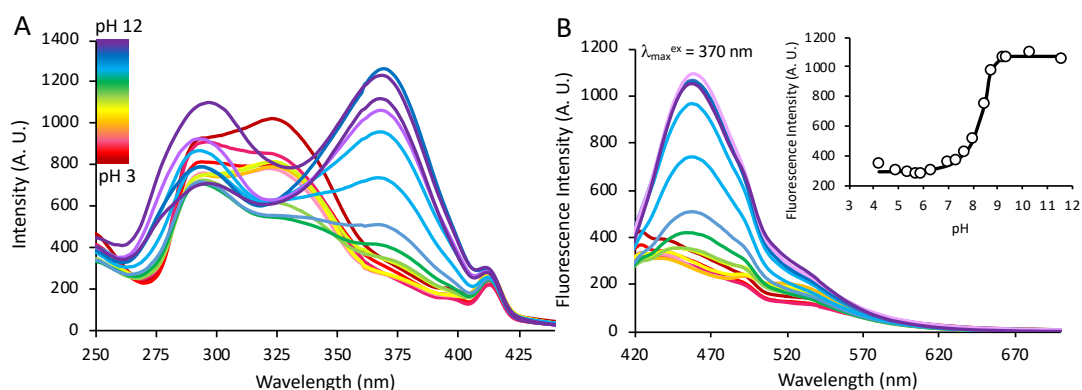 A
pH 12
pH 3
Intensity (A. U.)
1400
1200
1000
800
600
400
200
0
250 275 300 325 350 375 400 425
Wavelength (nm)
B
λmax^ex = 370 nm
Fluorescence Intensity (A. U.)
1200
1000
800
600
400
200
0
420 470 520 570 620 670
Wavelength (nm)
Fluorescence Intensity (A. U.)
1200
1000
800
600
400
200
3 4 5 6 7 8 9 10 11 12
pH